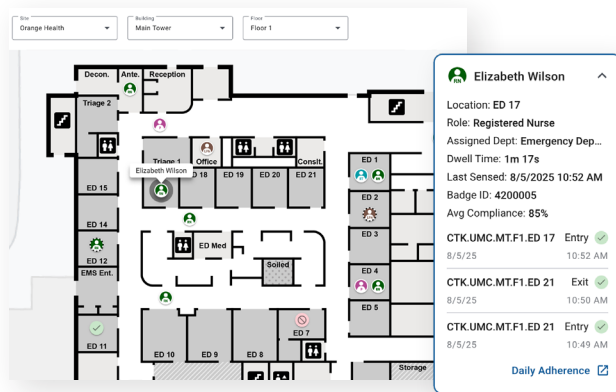 Site
Orange Health
Building
Main Tower
Floor
Floor 1
Decon.
Ante.
Reception
Triage 2
Triage 1
Office
Conslt.
Elizabeth Wilson
18
ED 19
ED 20
ED 21
ED 15
ED 14
ED 12
EMS Ent.
ED 11
ED Med
Soiled
ED 10
ED 9
ED 8
ED 7
ED 1
ED 2
ED 3
ED 4
ED 5
Storage
RN
Elizabeth Wilson
Location: ED 17
Role: Registered Nurse
Assigned Dept: Emergency Dep...
Dwell Time: 1m 17s
Last Sensed: 8/5/2025 10:52 AM
Badge ID: 4200005
Avg Compliance: 85%
CTK.UMC.MT.F1.ED 17 Entry
8/5/25 10:52 AM
CTK.UMC.MT.F1.ED 21 Exit
8/5/25 10:50 AM
CTK.UMC.MT.F1.ED 21 Entry
8/5/25 10:49 AM
Daily Adherence